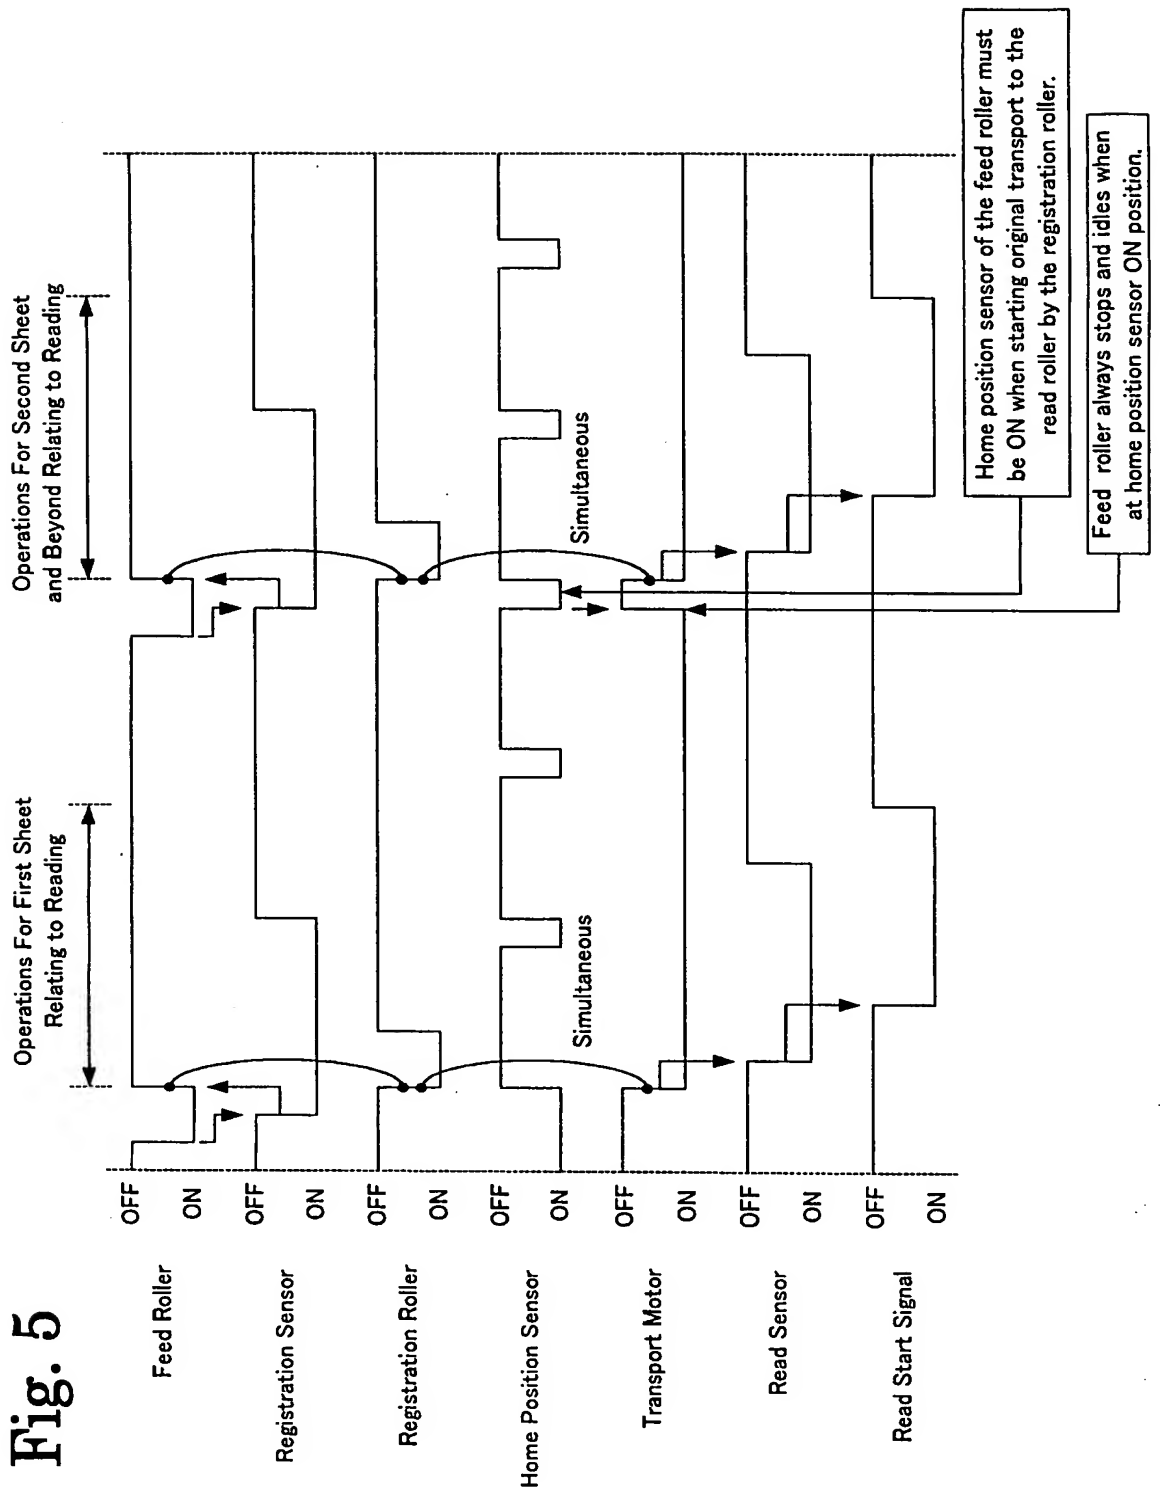 Fig. 5
Operations For First Sheet
Relating to Reading
Operations For Second Sheet
and Beyond Relating to Reading
Feed Roller
OFF
ON
Registration Sensor
OFF
ON
Registration Roller
OFF
ON
Home Position Sensor
OFF
ON
Simultaneous
Simultaneous
Transport Motor
OFF
ON
Read Sensor
OFF
ON
Read Start Signal
OFF
ON
Home position sensor of the feed roller must
be ON when starting original transport to the
read roller by the registration roller.
Feed roller always stops and idles when
at home position sensor ON position.